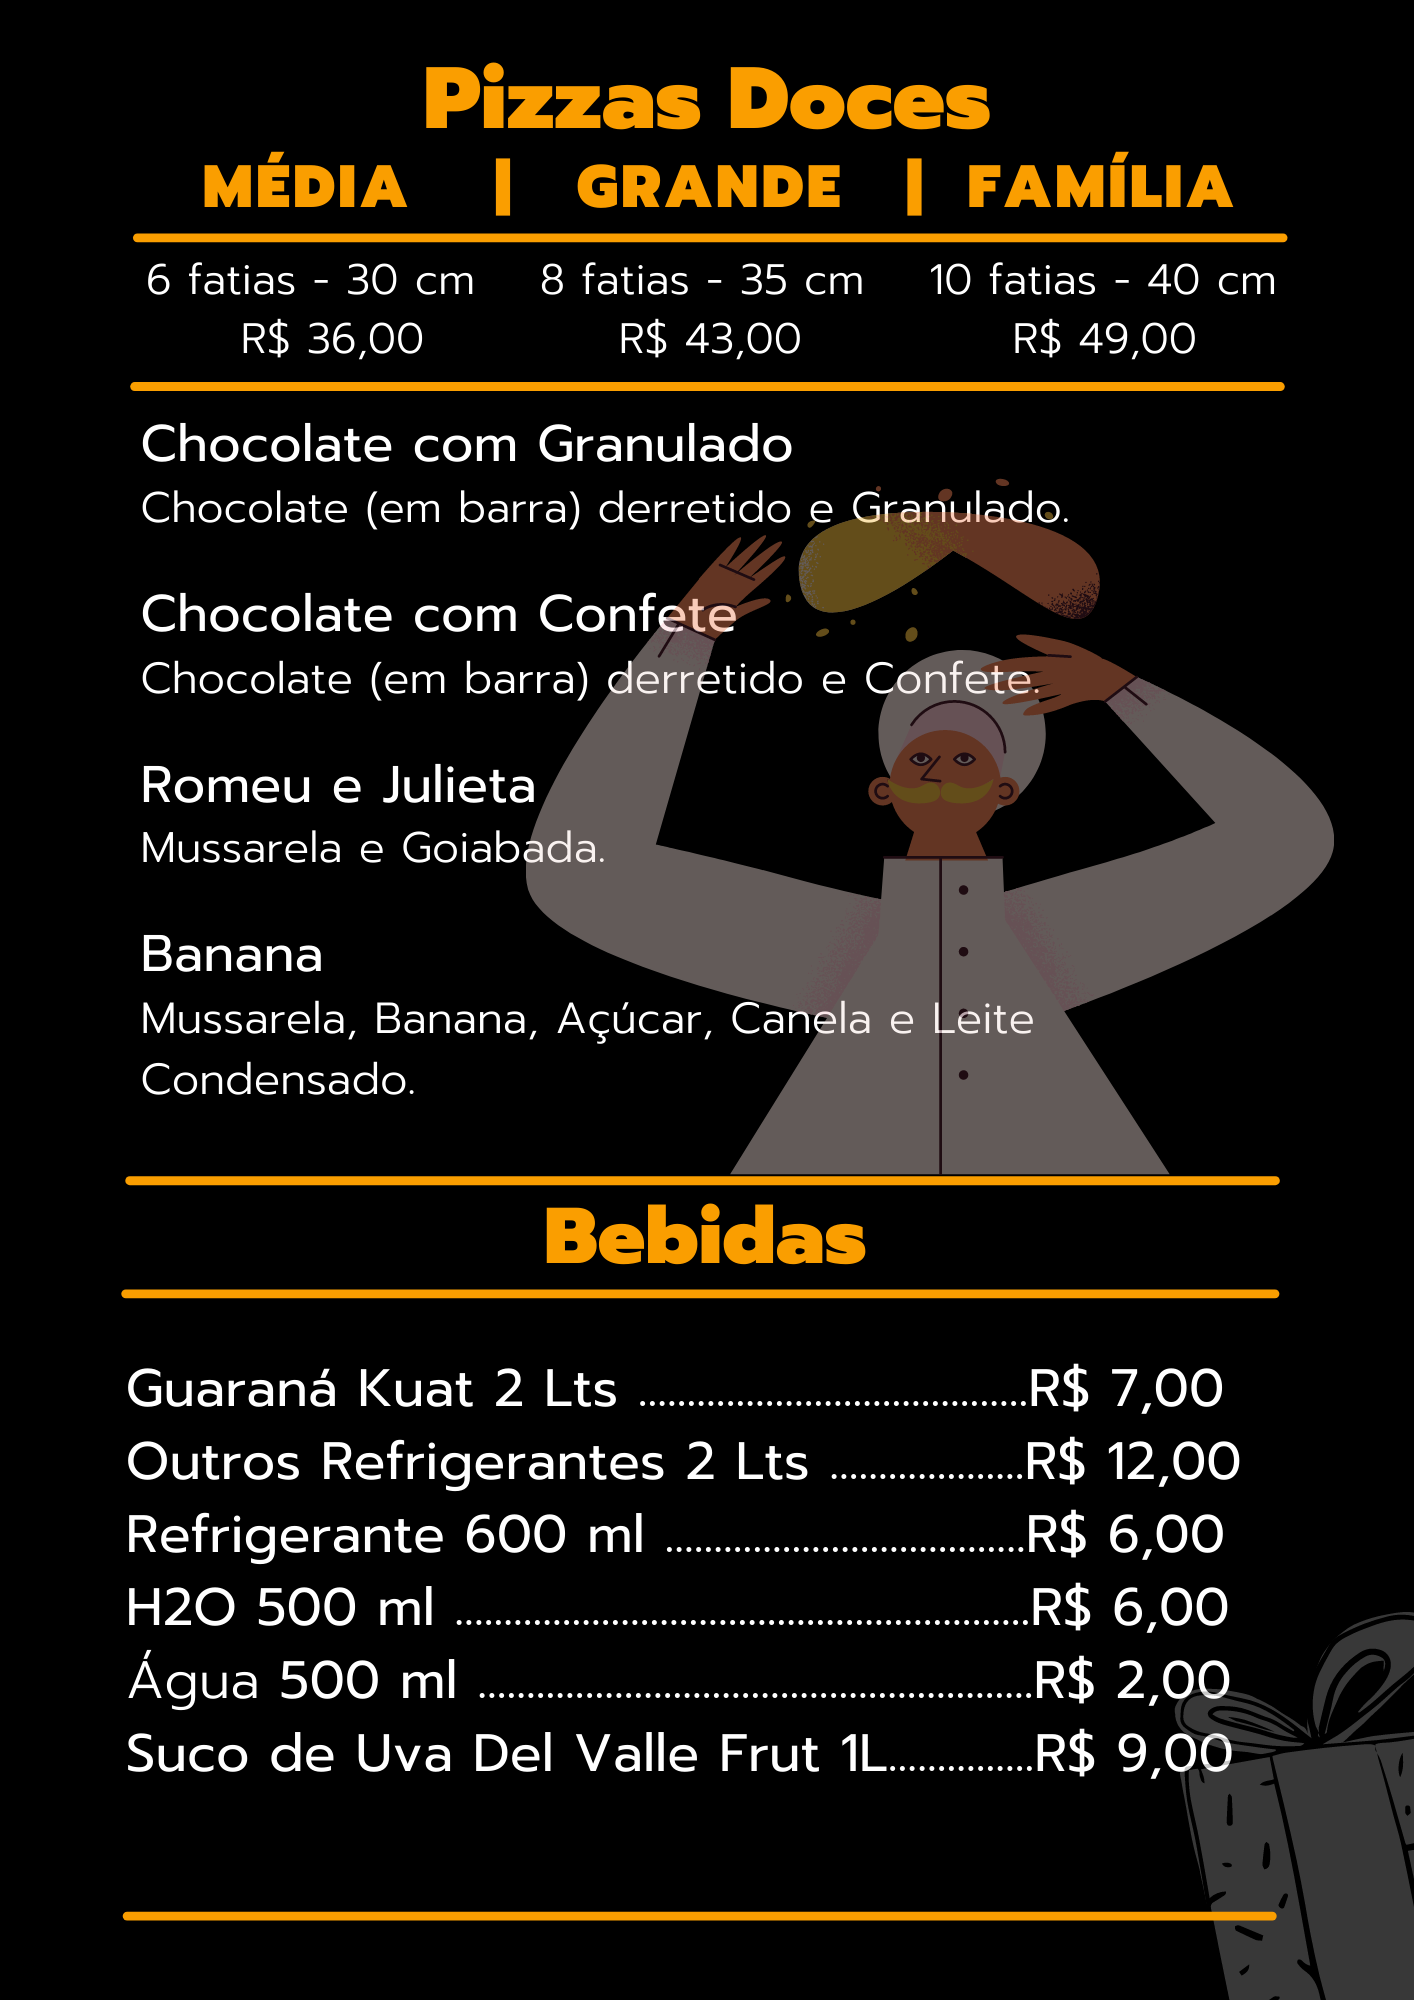 Pizzas Doces
MÉDIA | GRANDE | FAMÍLIA
6 fatias - 30 cm 8 fatias - 35 cm 10 fatias - 40 cm
R$ 36,00 R$ 43,00 R$ 49,00
Chocolate com Granulado
Chocolate (em barra) derretido e Granulado.
Chocolate com Confete
Chocolate (em barra) derretido e Confete.
Romeu e Julieta
Mussarela e Goiabada.
Banana
Mussarela, Banana, Açúcar, Canela e Leite
Condensado.
Bebidas
Guaraná Kuat 2 Lts ........................................R$ 7,00
Outros Refrigerantes 2 Lts ....................R$ 12,00
Refrigerante 600 ml .....................................R$ 6,00
H2O 500 ml ...........................................................R$ 6,00
Água 500 ml .........................................................R$ 2,00
Suco de Uva Del Valle Frut 1L...............R$ 9,00